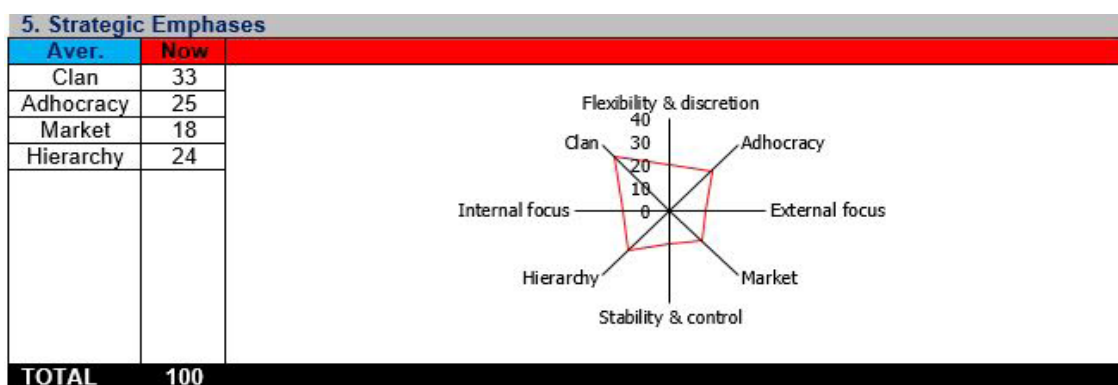 5. Strategic Emphases
Aver. Now
Clan 33
Adhocracy 25
Market 18
Hierarchy 24
Flexibility & discretion
40
Clan 30 Adhocracy
20
10
Internal focus 0 External focus
Hierarchy Market
Stability & control
TOTAL 100